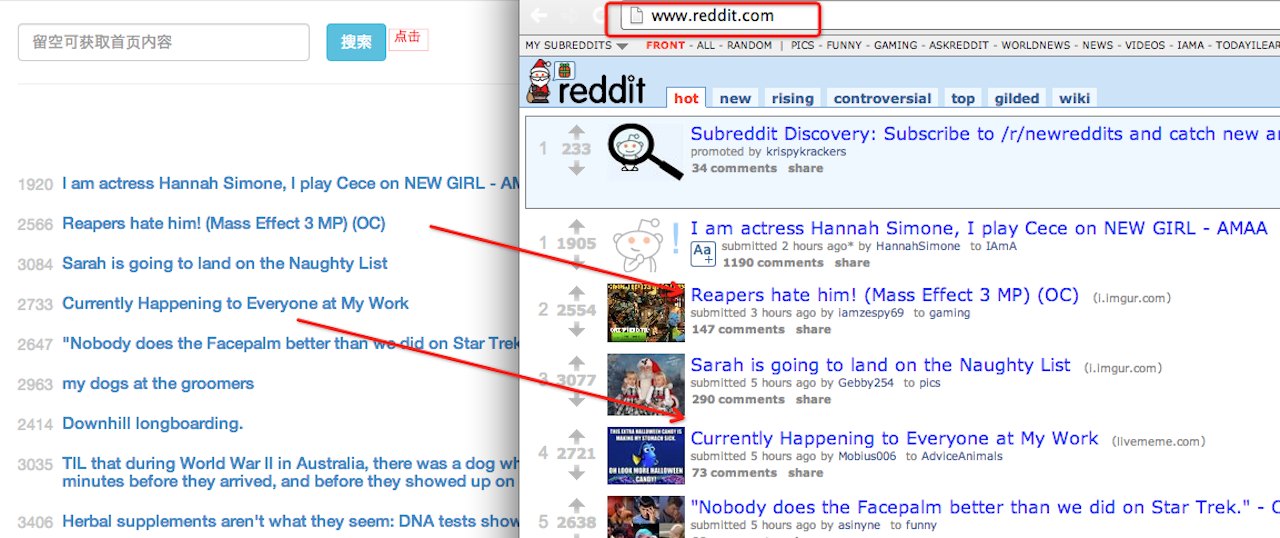 留空可获取首页内容
搜索
点击
1920 I am actress Hannah Simone, I play Cece on NEW GIRL - AM
2566 Reapers hate him! (Mass Effect 3 MP) (OC)
3084 Sarah is going to land on the Naughty List
2733 Currently Happening to Everyone at My Work
2647 "Nobody does the Facepalm better than we did on Star Trek
2963 my dogs at the groomers
2414 Downhill longboarding.
3035 TIL that during World War II in Australia, there was a dog wh
minutes before they arrived, and before they showed up on
3406 Herbal supplements aren't what they seem: DNA tests show
www.reddit.com
MY SUBREDDITS FRONT - ALL - RANDOM | PICS - FUNNY - GAMING - ASKREDDIT - WORLDNEWS - NEWS - VIDEOS - IAMA - TODAYILEAR
reddit hot new rising controversial top gilded wiki
1 233 Subreddit Discovery: Subscribe to /r/newreddits and catch new a
promoted by krispykrackers
34 comments share
1 1905 I am actress Hannah Simone, I play Cece on NEW GIRL - AMAA
Aa+ submitted 2 hours ago* by HannahSimone to IAmA
1190 comments share
2 2554 Reapers hate him! (Mass Effect 3 MP) (OC) (i.imgur.com)
submitted 3 hours ago by iamzespy69 to gaming
147 comments share
3 3077 Sarah is going to land on the Naughty List (i.imgur.com)
submitted 5 hours ago by Gebby254 to pics
290 comments share
THIS EXTRA HALLOWEEN CANDY IS
MAKING MY STOMACH SICK.
OH LOOK MORE HALLOWEEN
CANDY!
4 2721 Currently Happening to Everyone at My Work (livememe.com)
submitted 5 hours ago by Mobius006 to AdviceAnimals
73 comments share
5 2638 "Nobody does the Facepalm better than we did on Star Trek." - C
submitted 5 hours ago by asinyne to funny